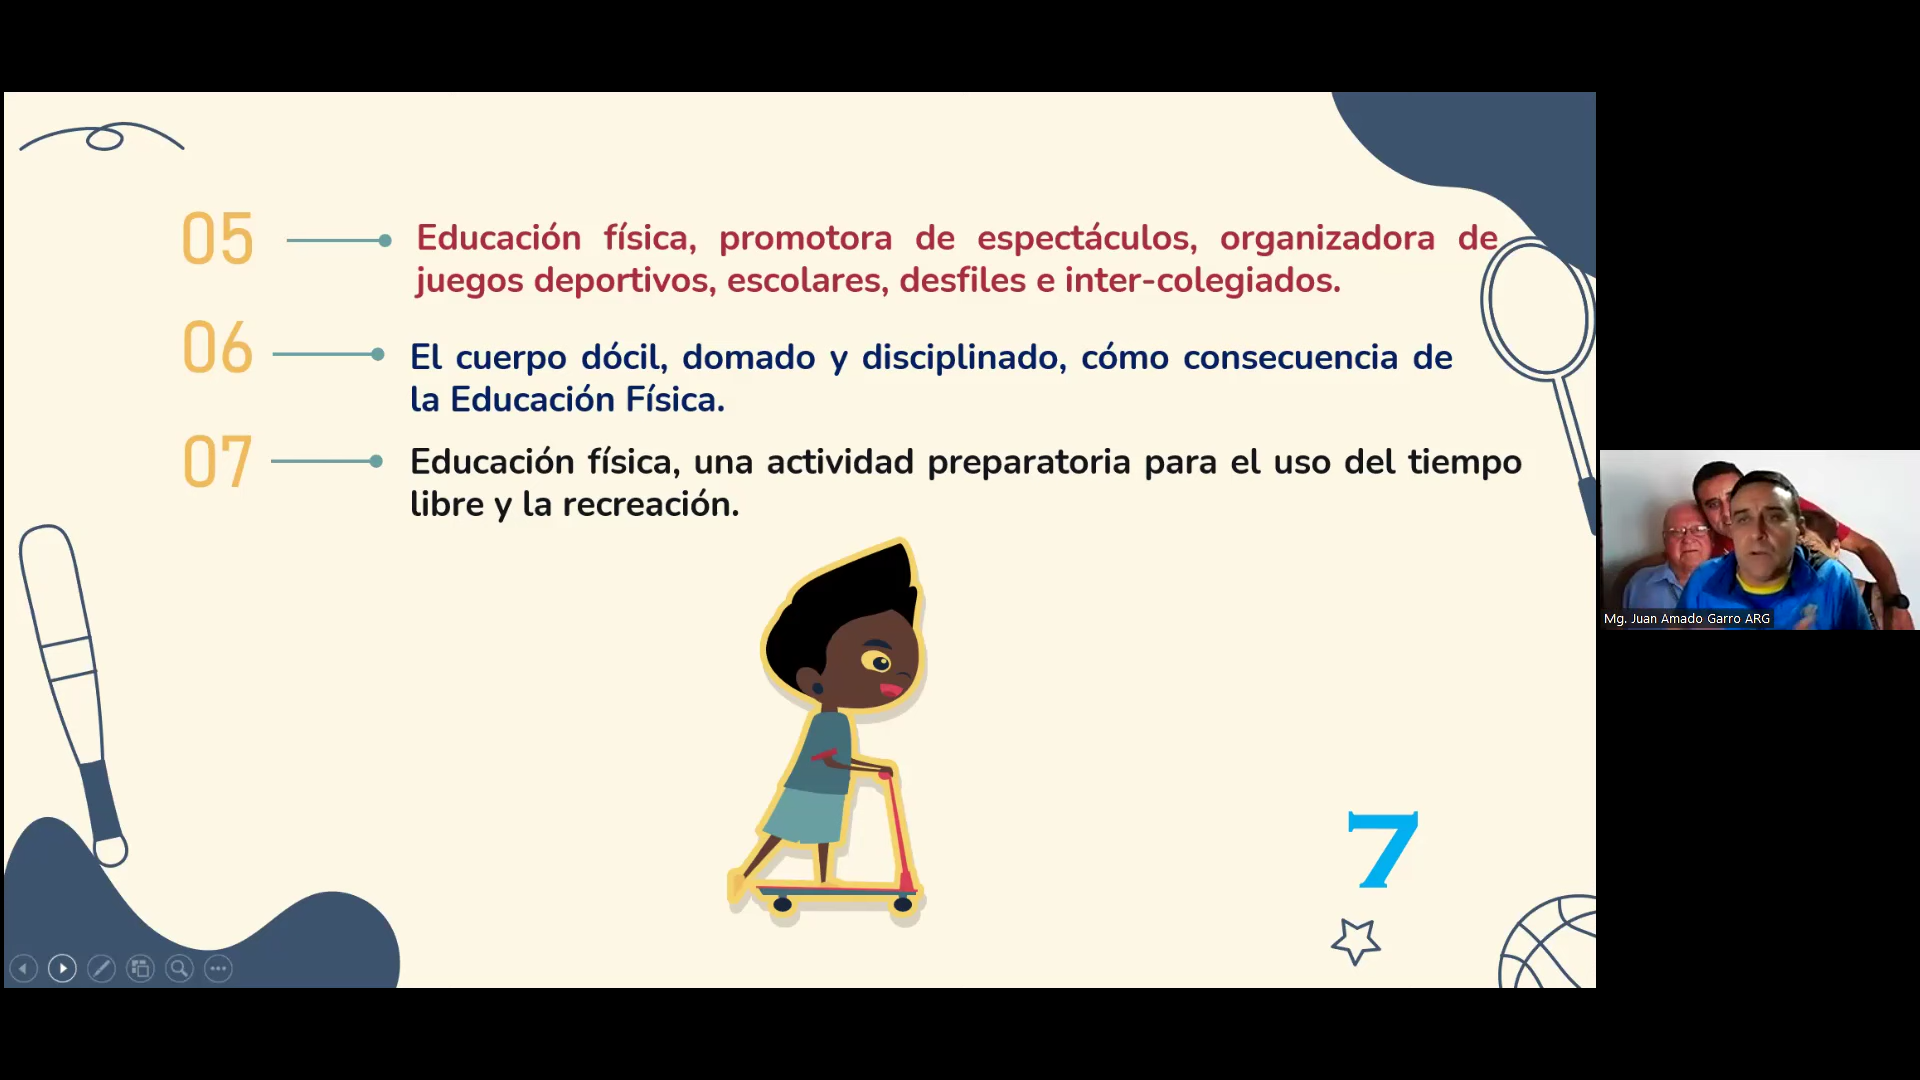 05
Educación física, promotora de espectáculos, organizadora de
juegos deportivos, escolares, desfiles e inter-colegiados.
06
El cuerpo dócil, domado y disciplinado, cómo consecuencia de
la Educación Física.
07
Educación física, una actividad preparatoria para el uso del tiempo
libre y la recreación.
Mg. Juan Amado Garro ARG
7